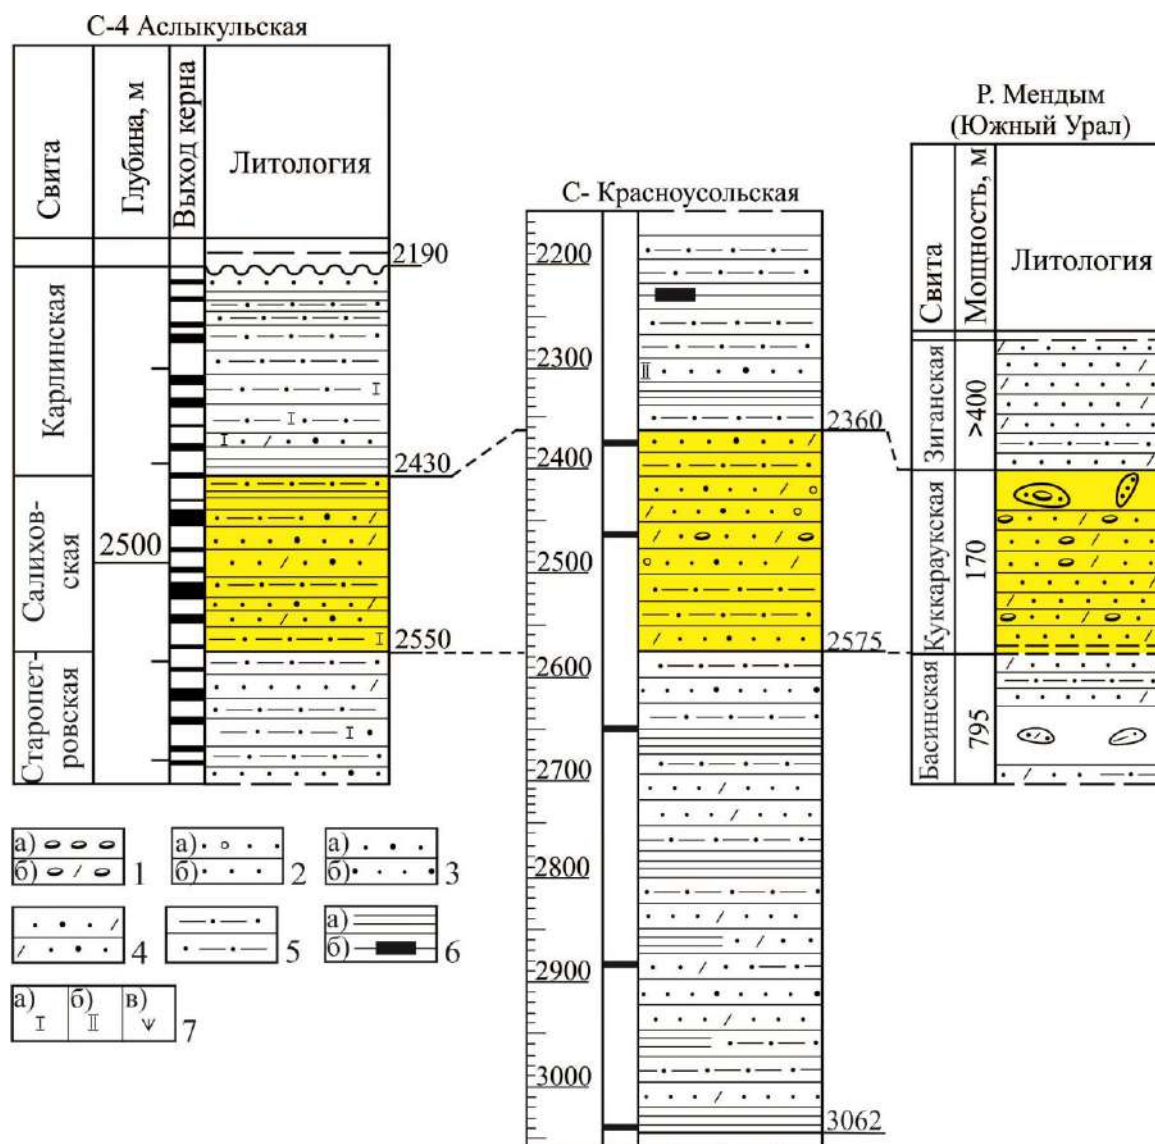 С-4 Аслыкульская
Свита
Глубина, м
Выход керна
Литология
2190
Карлинская
2430
Салихов-
ская
2500
2550
Старопет-
ровская
С- Красноусольская
2200
2300
2360
2400
2500
2575
2600
2700
2800
2900
3000
3062
Р. Мендым
(Южный Урал)
Свита
Мощность, м
Литология
Зиганская
>400
Куккараукская
170
Басинская
795
а)
б)
1
а)
б)
2
а)
б)
3
4
5
а)
б)
6
а)
б)
в)
7